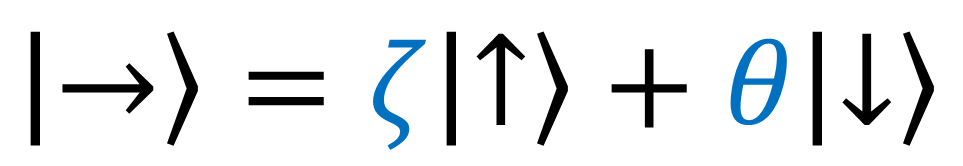 |→⟩ = ζ|↑⟩ + θ|↓⟩